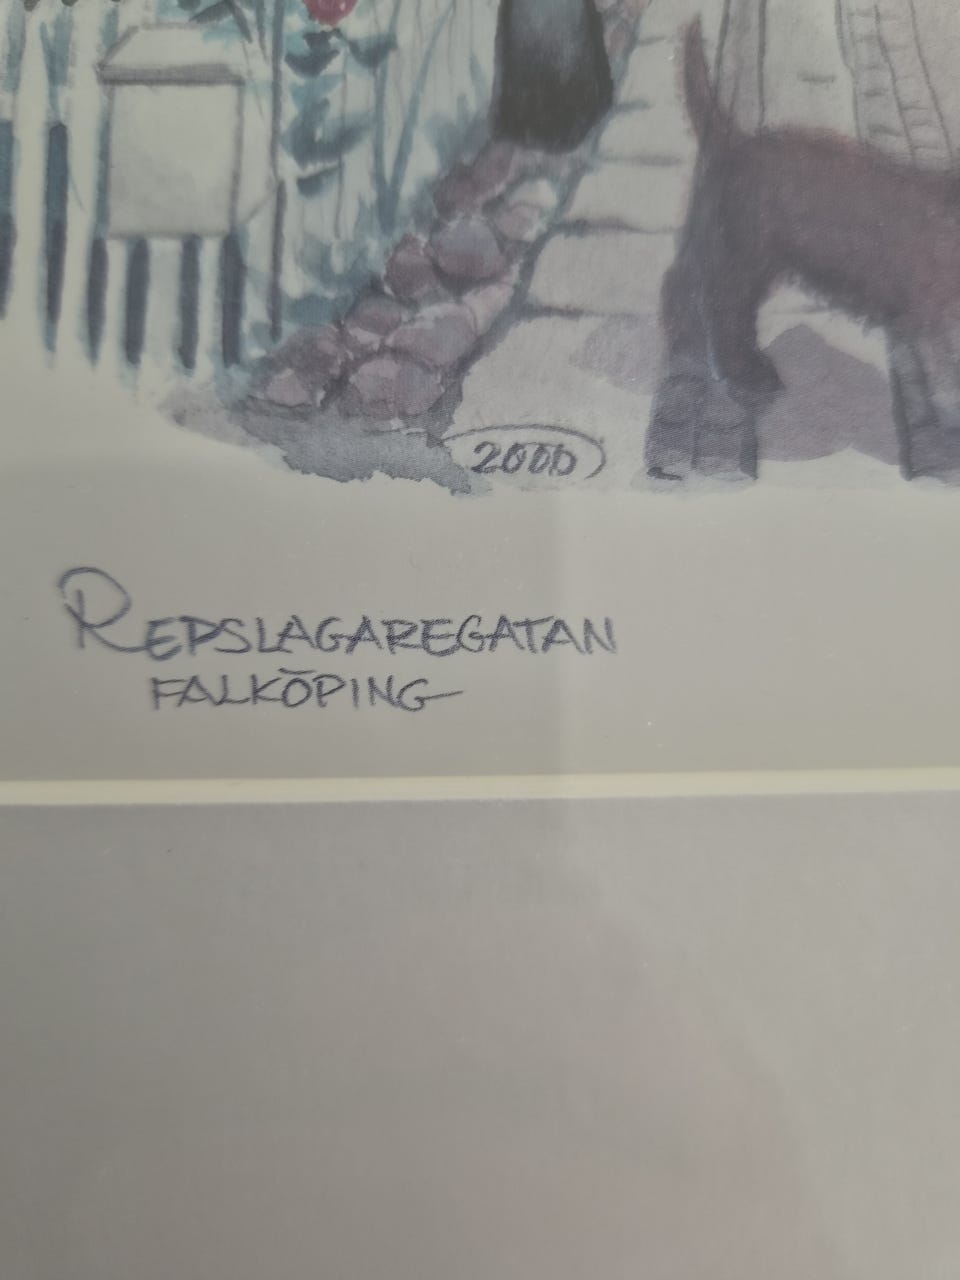 2000
REPSLAGAREGATAN
FALKÖPING